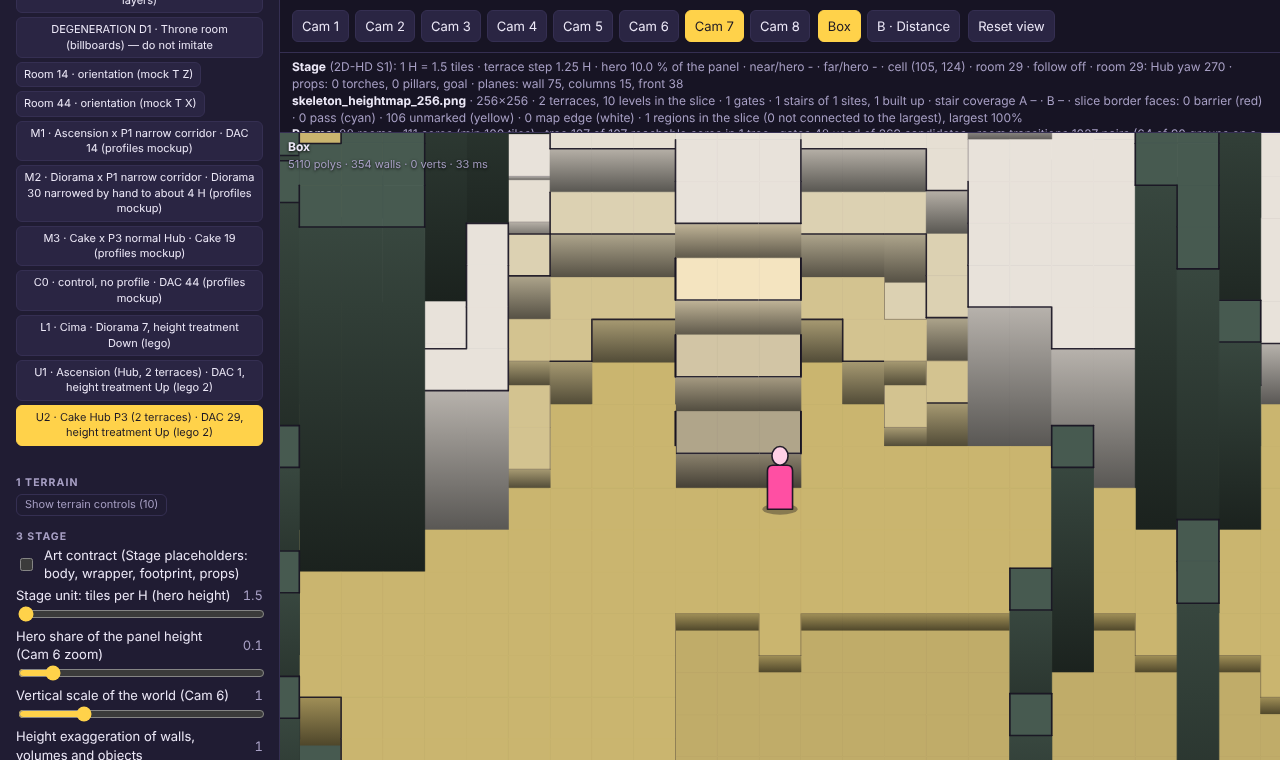 layers)
DEGENERATION D1 · Throne room
(billboards) — do not imitate
Room 14 · orientation (mock T Z)
Room 44 · orientation (mock T X)
M1 · Ascension x P1 narrow corridor · DAC
14 (profiles mockup)
M2 · Diorama x P1 narrow corridor · Diorama
30 narrowed by hand to about 4 H (profiles
mockup)
M3 · Cake x P3 normal Hub · Cake 19
(profiles mockup)
C0 · control, no profile · DAC 44 (profiles
mockup)
L1 · Cima · Diorama 7, height treatment
Down (lego)
U1 · Ascension (Hub, 2 terraces) · DAC 1,
height treatment Up (lego 2)
U2 · Cake Hub P3 (2 terraces) · DAC 29,
height treatment Up (lego 2)
1 TERRAIN
Show terrain controls (10)
3 STAGE
Art contract (Stage placeholders:
body, wrapper, footprint, props)
Stage unit: tiles per H (hero height) 1.5
Hero share of the panel height
(Cam 6 zoom) 0.1
Vertical scale of the world (Cam 6) 1
Height exaggeration of walls,
volumes and objects 1
Cam 1 Cam 2 Cam 3 Cam 4 Cam 5 Cam 6 Cam 7 Cam 8 Box B · Distance Reset view
Stage (2D-HD S1): 1 H = 1.5 tiles · terrace step 1.25 H · hero 10.0 % of the panel · near/hero - · far/hero - · cell (105, 124) · room 29 · follow off · room 29: Hub yaw 270 ·
props: 0 torches, 0 pillars, goal · planes: wall 75, columns 15, front 38
skeleton_heightmap_256.png · 256×256 · 2 terraces, 10 levels in the slice · 1 gates · 1 stairs of 1 sites, 1 built up · stair coverage A – · B – · slice border faces: 0 barrier (red)
· 0 pass (cyan) · 106 unmarked (yellow) · 0 map edge (white) · 1 regions in the slice (0 not connected to the largest), largest 100%
Box
5110 polys · 354 walls · 0 verts · 33 ms